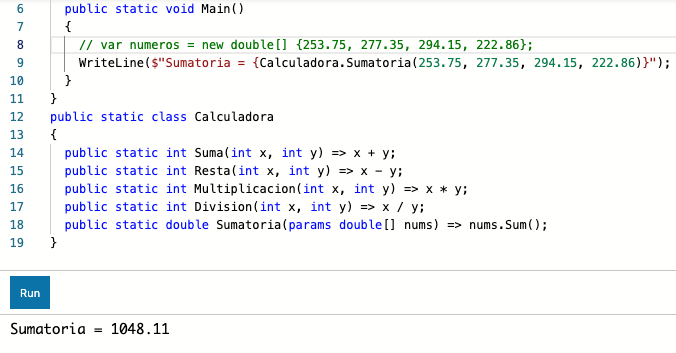 6 public static void Main()
7 {
8 // var numeros = new double[] {253.75, 277.35, 294.15, 222.86};
9 WriteLine($"Sumatoria = {Calculadora.Sumatoria(253.75, 277.35, 294.15, 222.86)}");
10 }
11 }
12 public static class Calculadora
13 {
14 public static int Suma(int x, int y) => x + y;
15 public static int Resta(int x, int y) => x - y;
16 public static int Multiplicacion(int x, int y) => x * y;
17 public static int Division(int x, int y) => x / y;
18 public static double Sumatoria(params double[] nums) => nums.Sum();
19 }
Run
Sumatoria = 1048.11